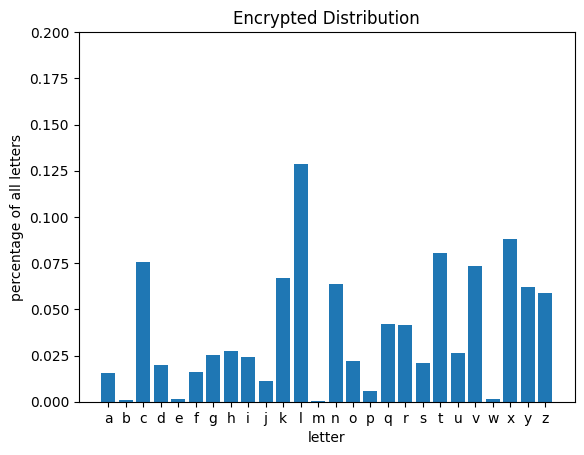 Encrypted Distribution
percentage of all letters
0.200
0.175
0.150
0.125
0.100
0.075
0.050
0.025
0.000
a b c d e f g h i j k l m n o p q r s t u v w x y z
letter